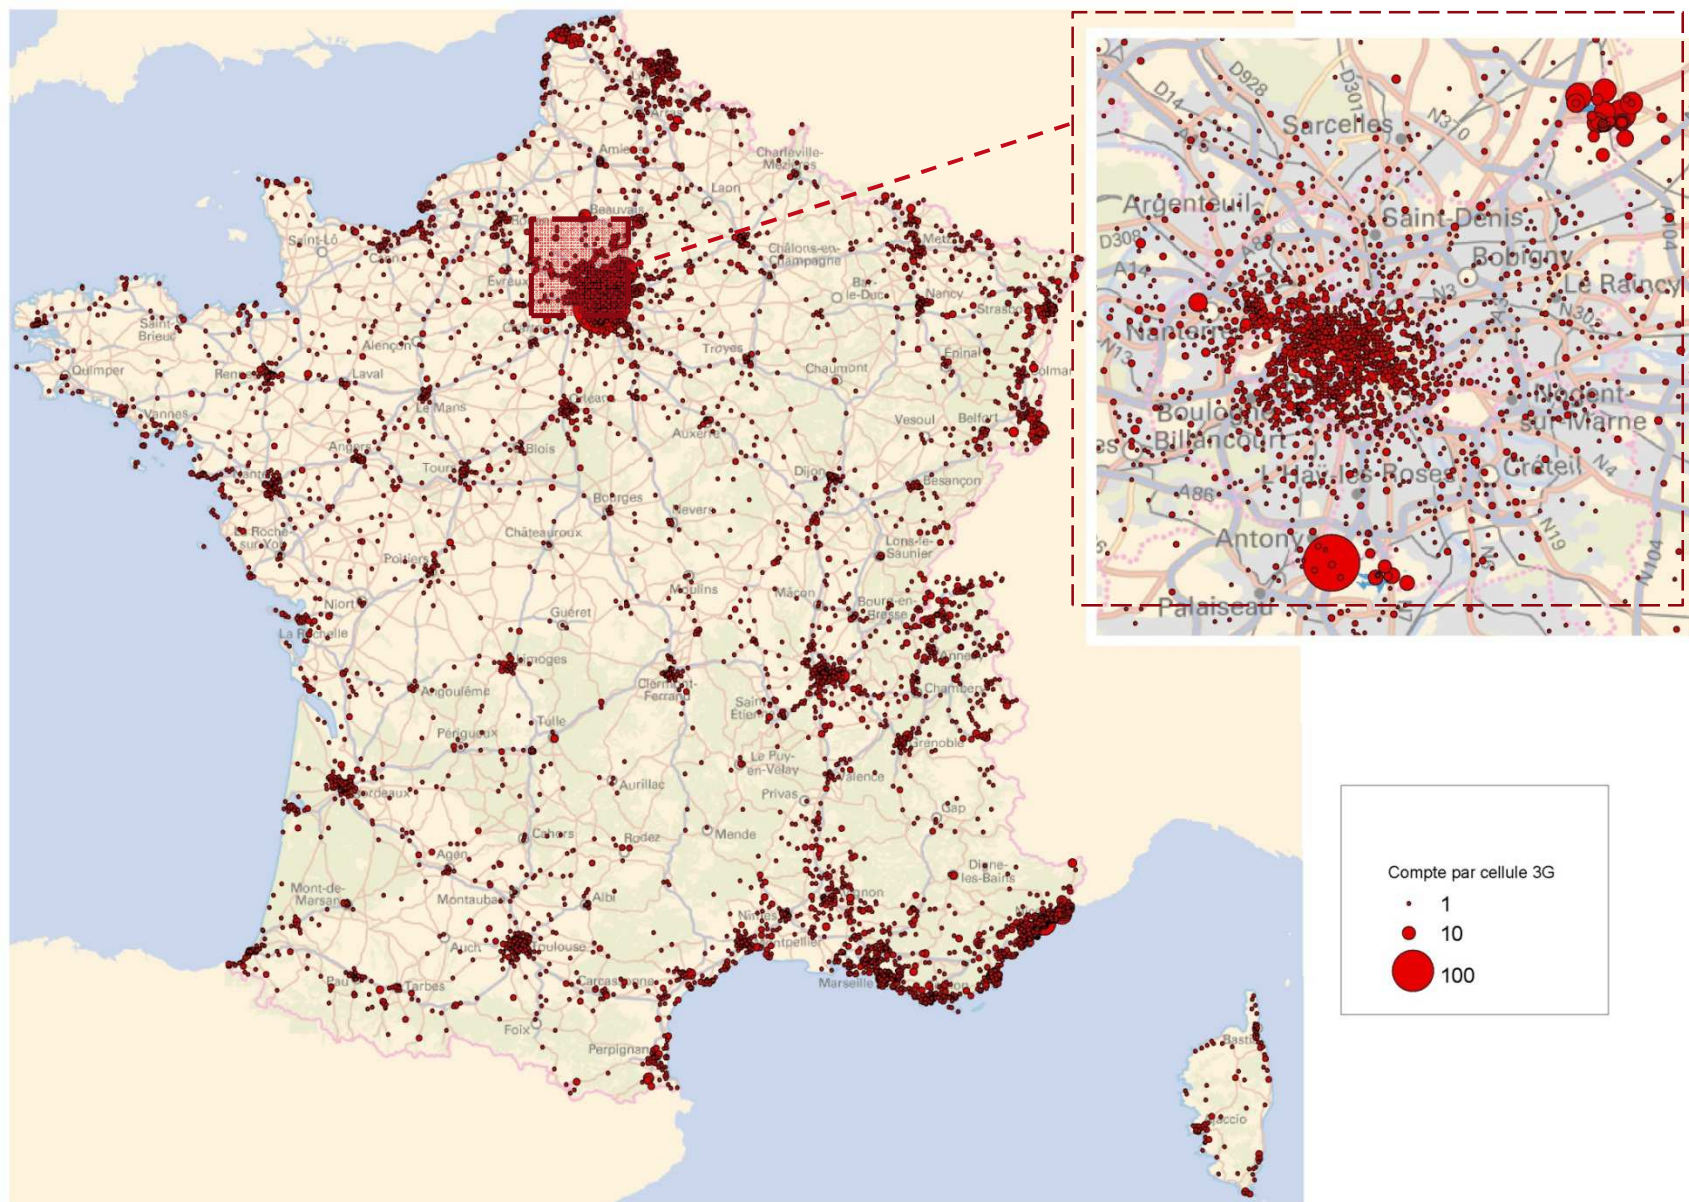 Amiens
Charleville-
Mézières
Laon
Beauvais
Saint-Lô
Caen
Évreux
Châlons-en-
Champagne
Metz
Bar-
le-Duc
Nancy
Strasbourg
Saint-
Brieuc
Alençon
Troyes
Épinal
Chaumont
Colmar
Quimper
Rennes
Laval
Le Mans
Orléans
Vannes
Auxerre
Vesoul
Belfort
Angers
Blois
Nantes
Tours
Dijon
Besançon
Bourges
Nevers
La Roche-
sur-Yon
Châteauroux
Lons-le-
Saunier
Poitiers
Moulins
Mâcon
Niort
Guéret
Bourg-en-
Bresse
La Rochelle
Limoges
Annecy
Angoulême
Clermont-
Ferrand
Chambéry
Saint-
Étienne
Tulle
Périgueux
Grenoble
Le Puy-
en-Velay
Valence
Bordeaux
Aurillac
Privas
Gap
Cahors
Rodez
Mende
Agen
Digne-
les-Bains
Mont-de-
Marsan
Montauban
Albi
Avignon
Nîmes
Auch
Toulouse
Montpellier
Pau
Tarbes
Carcassonne
Marseille
Foix
Perpignan
Bastia
Ajaccio
D14
D928
D301
N370
Sarcelles
Argenteuil
Saint-Denis
D308
A86
A104
Bobigny
A14
N3
Le Raincy
Nanterre
A3
N302
N13
Nogent-
sur-Marne
Boulogne-
Billancourt
L'Haÿ-les-Roses
Créteil
N4
A86
N19
Antony
N6
N104
Palaiseau
N7
Compte par cellule 3G
1
10
100